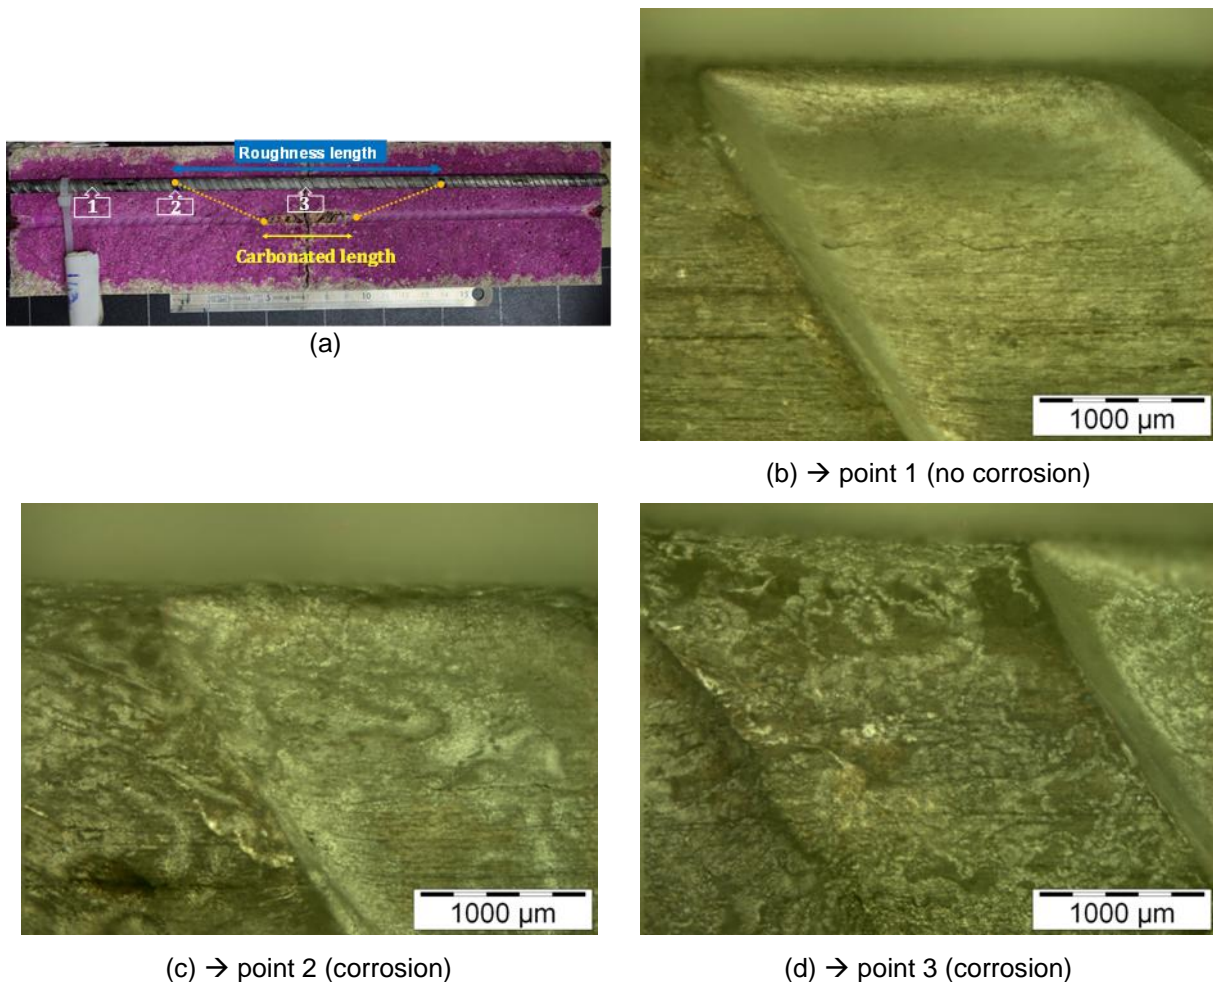 Roughness length
1
2
3
Carbonated length
10
(a)
1000 µm
(b) → point 1 (no corrosion)
1000 µm
1000 µm
(c) → point 2 (corrosion)
(d) → point 3 (corrosion)